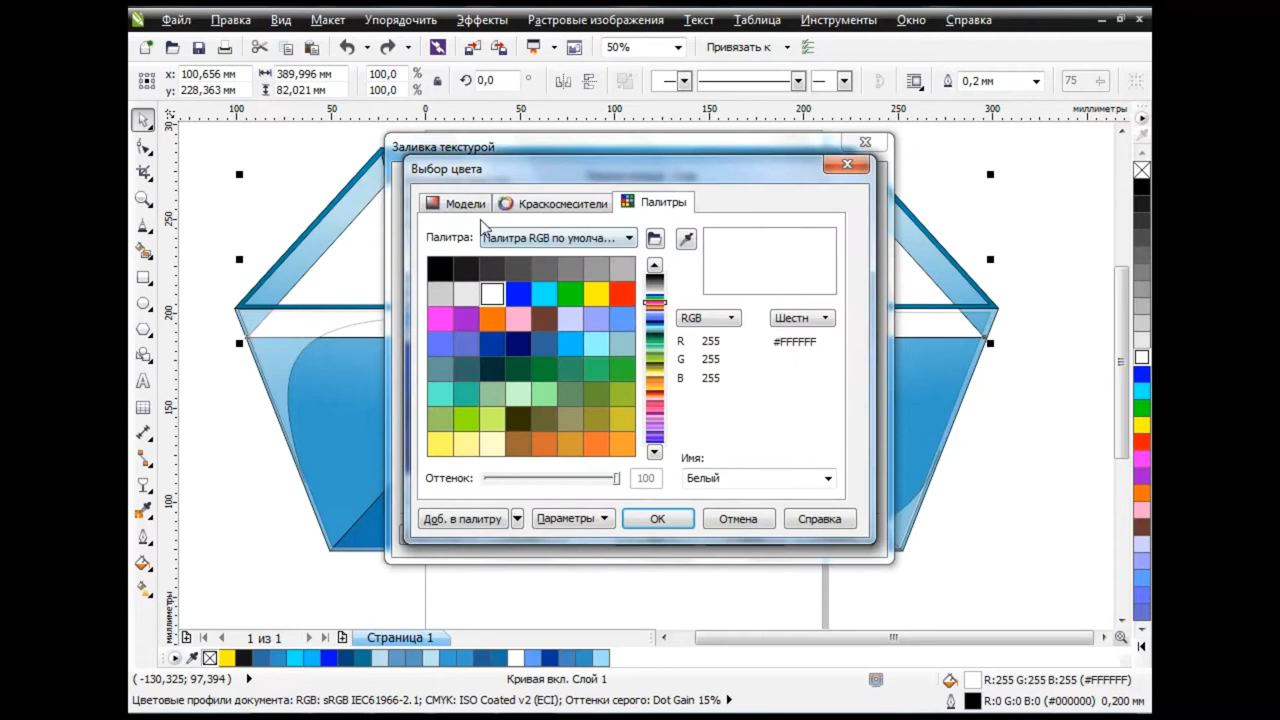 Файл Правка Вид Макет Упорядочить Эффекты Растровые изображения Текст Таблица Инструменты Окно Справка
50% Привязать к
x: 100,656 мм 389,996 мм 100,0 % 0,0 ° 0,2 мм 75
y: 228,363 мм 82,021 мм 100,0 %
100 50 0 50 100 150 200 250 300 миллиметры
Заливка текстурой
Выбор цвета
Модели Краскосмесители Палитры
Палитра: Палитра RGB по умолча...
RGB Шестн
R 255 #FFFFFF
G 255
B 255
Имя:
Оттенок: 100 Белый
Доб. в палитру Параметры OK Отмена Справка
250
200
150
100
миллиметры
1 из 1 Страница 1
( -130,325; 97,394 ) Кривая вкл. Слой 1 R:255 G:255 B:255 (#FFFFFF)
Цветовые профили документа: RGB: sRGB IEC61966-2.1; CMYK: ISO Coated v2 (ECI); Оттенки серого: Dot Gain 15% R:0 G:0 B:0 (#000000) 0,200 мм